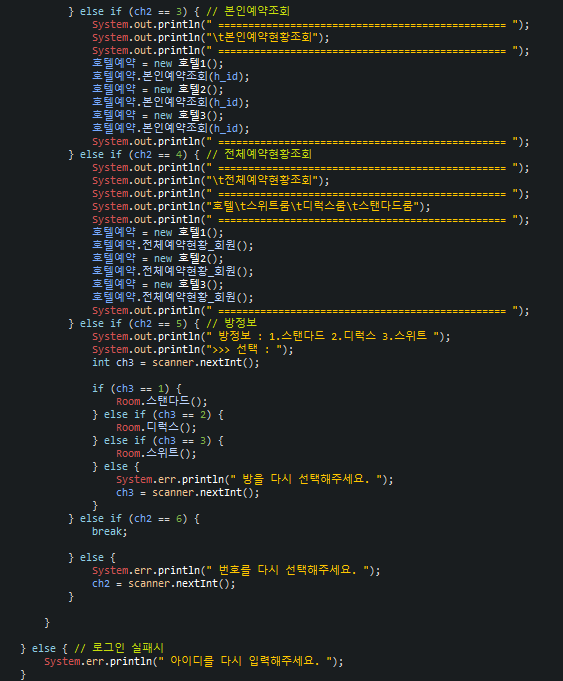 } else if (ch2 == 3) { // 본인예약조회
System.out.println(" ================================================ ");
System.out.println("\t본인예약현황조회");
System.out.println(" ================================================ ");
호텔예약 = new 호텔1();
호텔예약.본인예약조회(h_id);
호텔예약 = new 호텔2();
호텔예약.본인예약조회(h_id);
호텔예약 = new 호텔3();
호텔예약.본인예약조회(h_id);
System.out.println(" ================================================ ");
} else if (ch2 == 4) { // 전체예약현황조회
System.out.println(" ================================================ ");
System.out.println("\t전체예약현황조회");
System.out.println(" ================================================ ");
System.out.println("호텔\t스위트룸\t디럭스룸\t스탠다드룸");
System.out.println(" ================================================ ");
호텔예약 = new 호텔1();
호텔예약.전체예약현황_회원();
호텔예약 = new 호텔2();
호텔예약.전체예약현황_회원();
호텔예약 = new 호텔3();
호텔예약.전체예약현황_회원();
System.out.println(" ================================================ ");
} else if (ch2 == 5) { // 방정보
System.out.println(" 방정보 : 1.스탠다드 2.디럭스 3.스위트 ");
System.out.println(">>> 선택 : ");
int ch3 = scanner.nextInt();
if (ch3 == 1) {
Room.스탠다드();
} else if (ch3 == 2) {
Room.디럭스();
} else if (ch3 == 3) {
Room.스위트();
} else {
System.err.println(" 방을 다시 선택해주세요. ");
ch3 = scanner.nextInt();
}
} else if (ch2 == 6) {
break;
} else {
System.err.println(" 번호를 다시 선택해주세요. ");
ch2 = scanner.nextInt();
}
}
} else { // 로그인 실패시
System.err.println(" 아이디를 다시 입력해주세요. ");
}